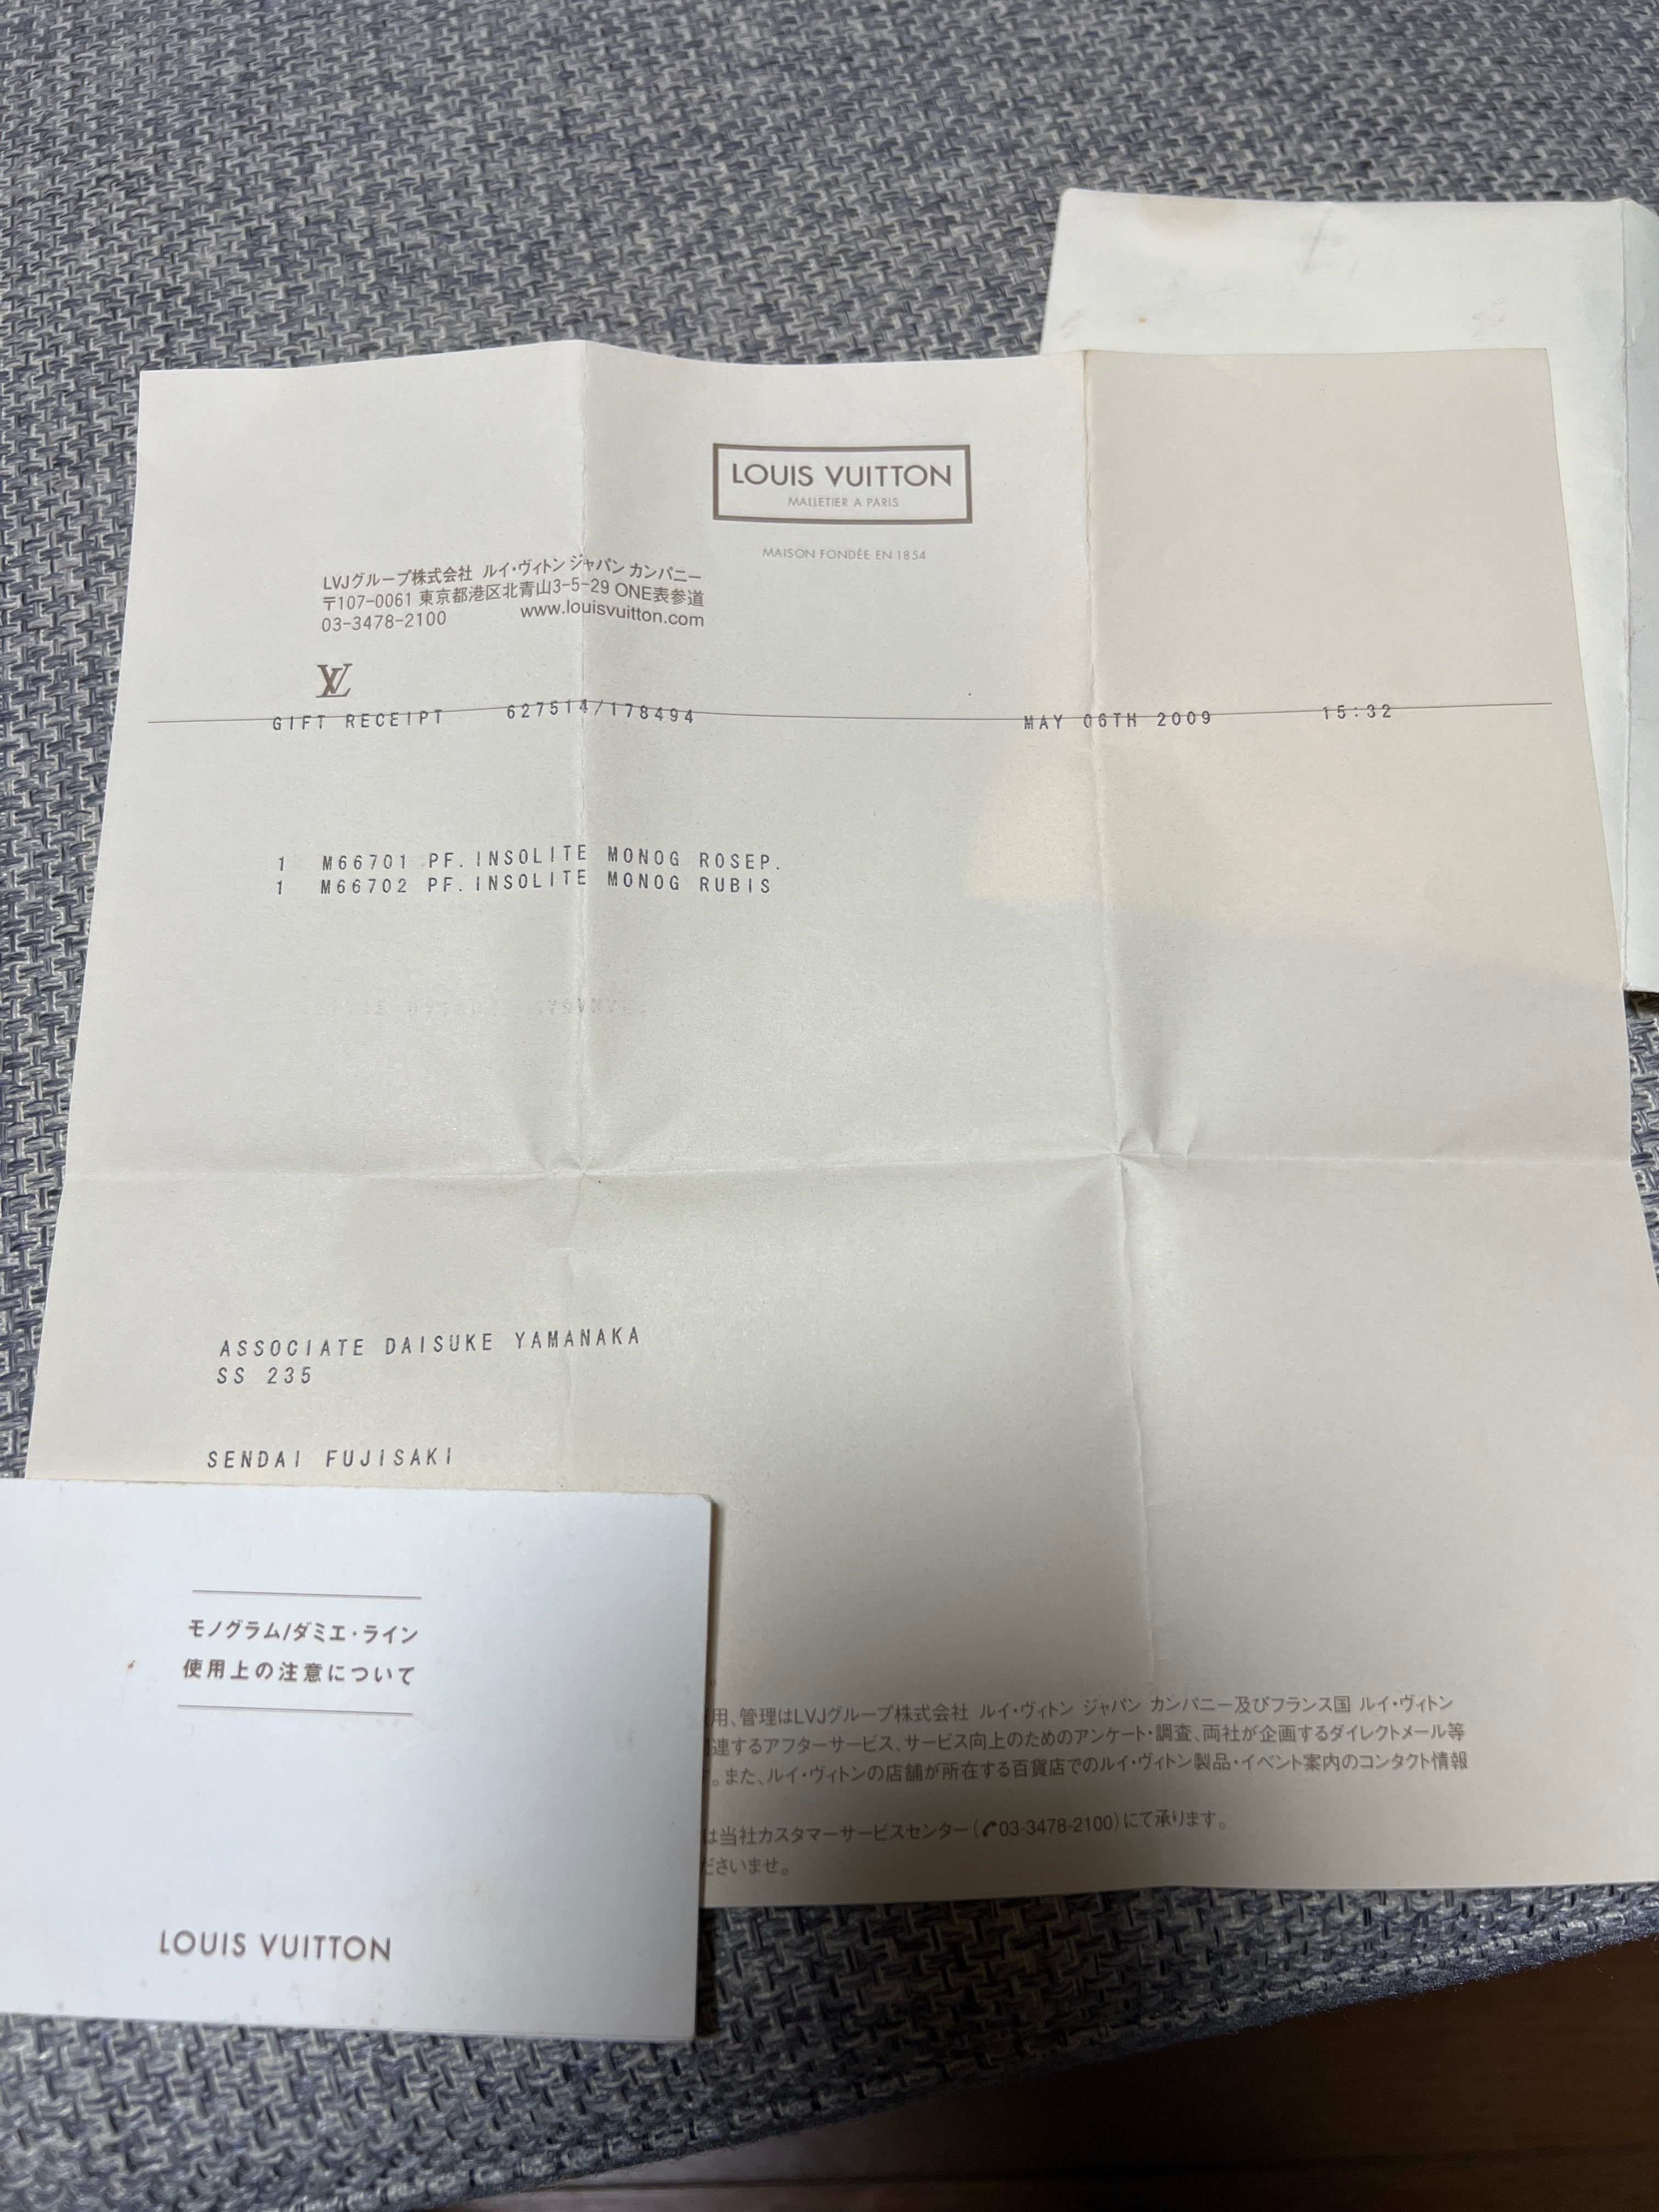 LOUIS VUITTON
MALLETIER A PARIS
MAISON FONDÉE EN 1854
LVJグループ株式会社 ルイ・ヴィトン ジャパン カンパニー
〒107-0061 東京都港区北青山3-5-29 ONE表参道
03-3478-2100 www.louisvuitton.com
LV
GIFT RECEIPT 627514/178494 MAY 06TH 2009 15:32
1 M66701 PF.INSOLITE MONOG ROSEP.
1 M66702 PF.INSOLITE MONOG RUBIS
ASSOCIATE DAISUKE YAMANAKA
SS 235
SENDAI FUJISAKI
用、管理はLVJグループ株式会社 ルイ・ヴィトン ジャパン カンパニー及びフランス国 ルイ・ヴィトン
連するアフターサービス、サービス向上のためのアンケート・調査、両社が企画するダイレクトメール等
。また、ルイ・ヴィトンの店舗が所在する百貨店でのルイ・ヴィトン製品・イベント案内のコンタクト情報
は当社カスタマーサービスセンター(✆03-3478-2100)にて承ります。
ださいませ。
モノグラム/ダミエ・ライン
使用上の注意について
LOUIS VUITTON